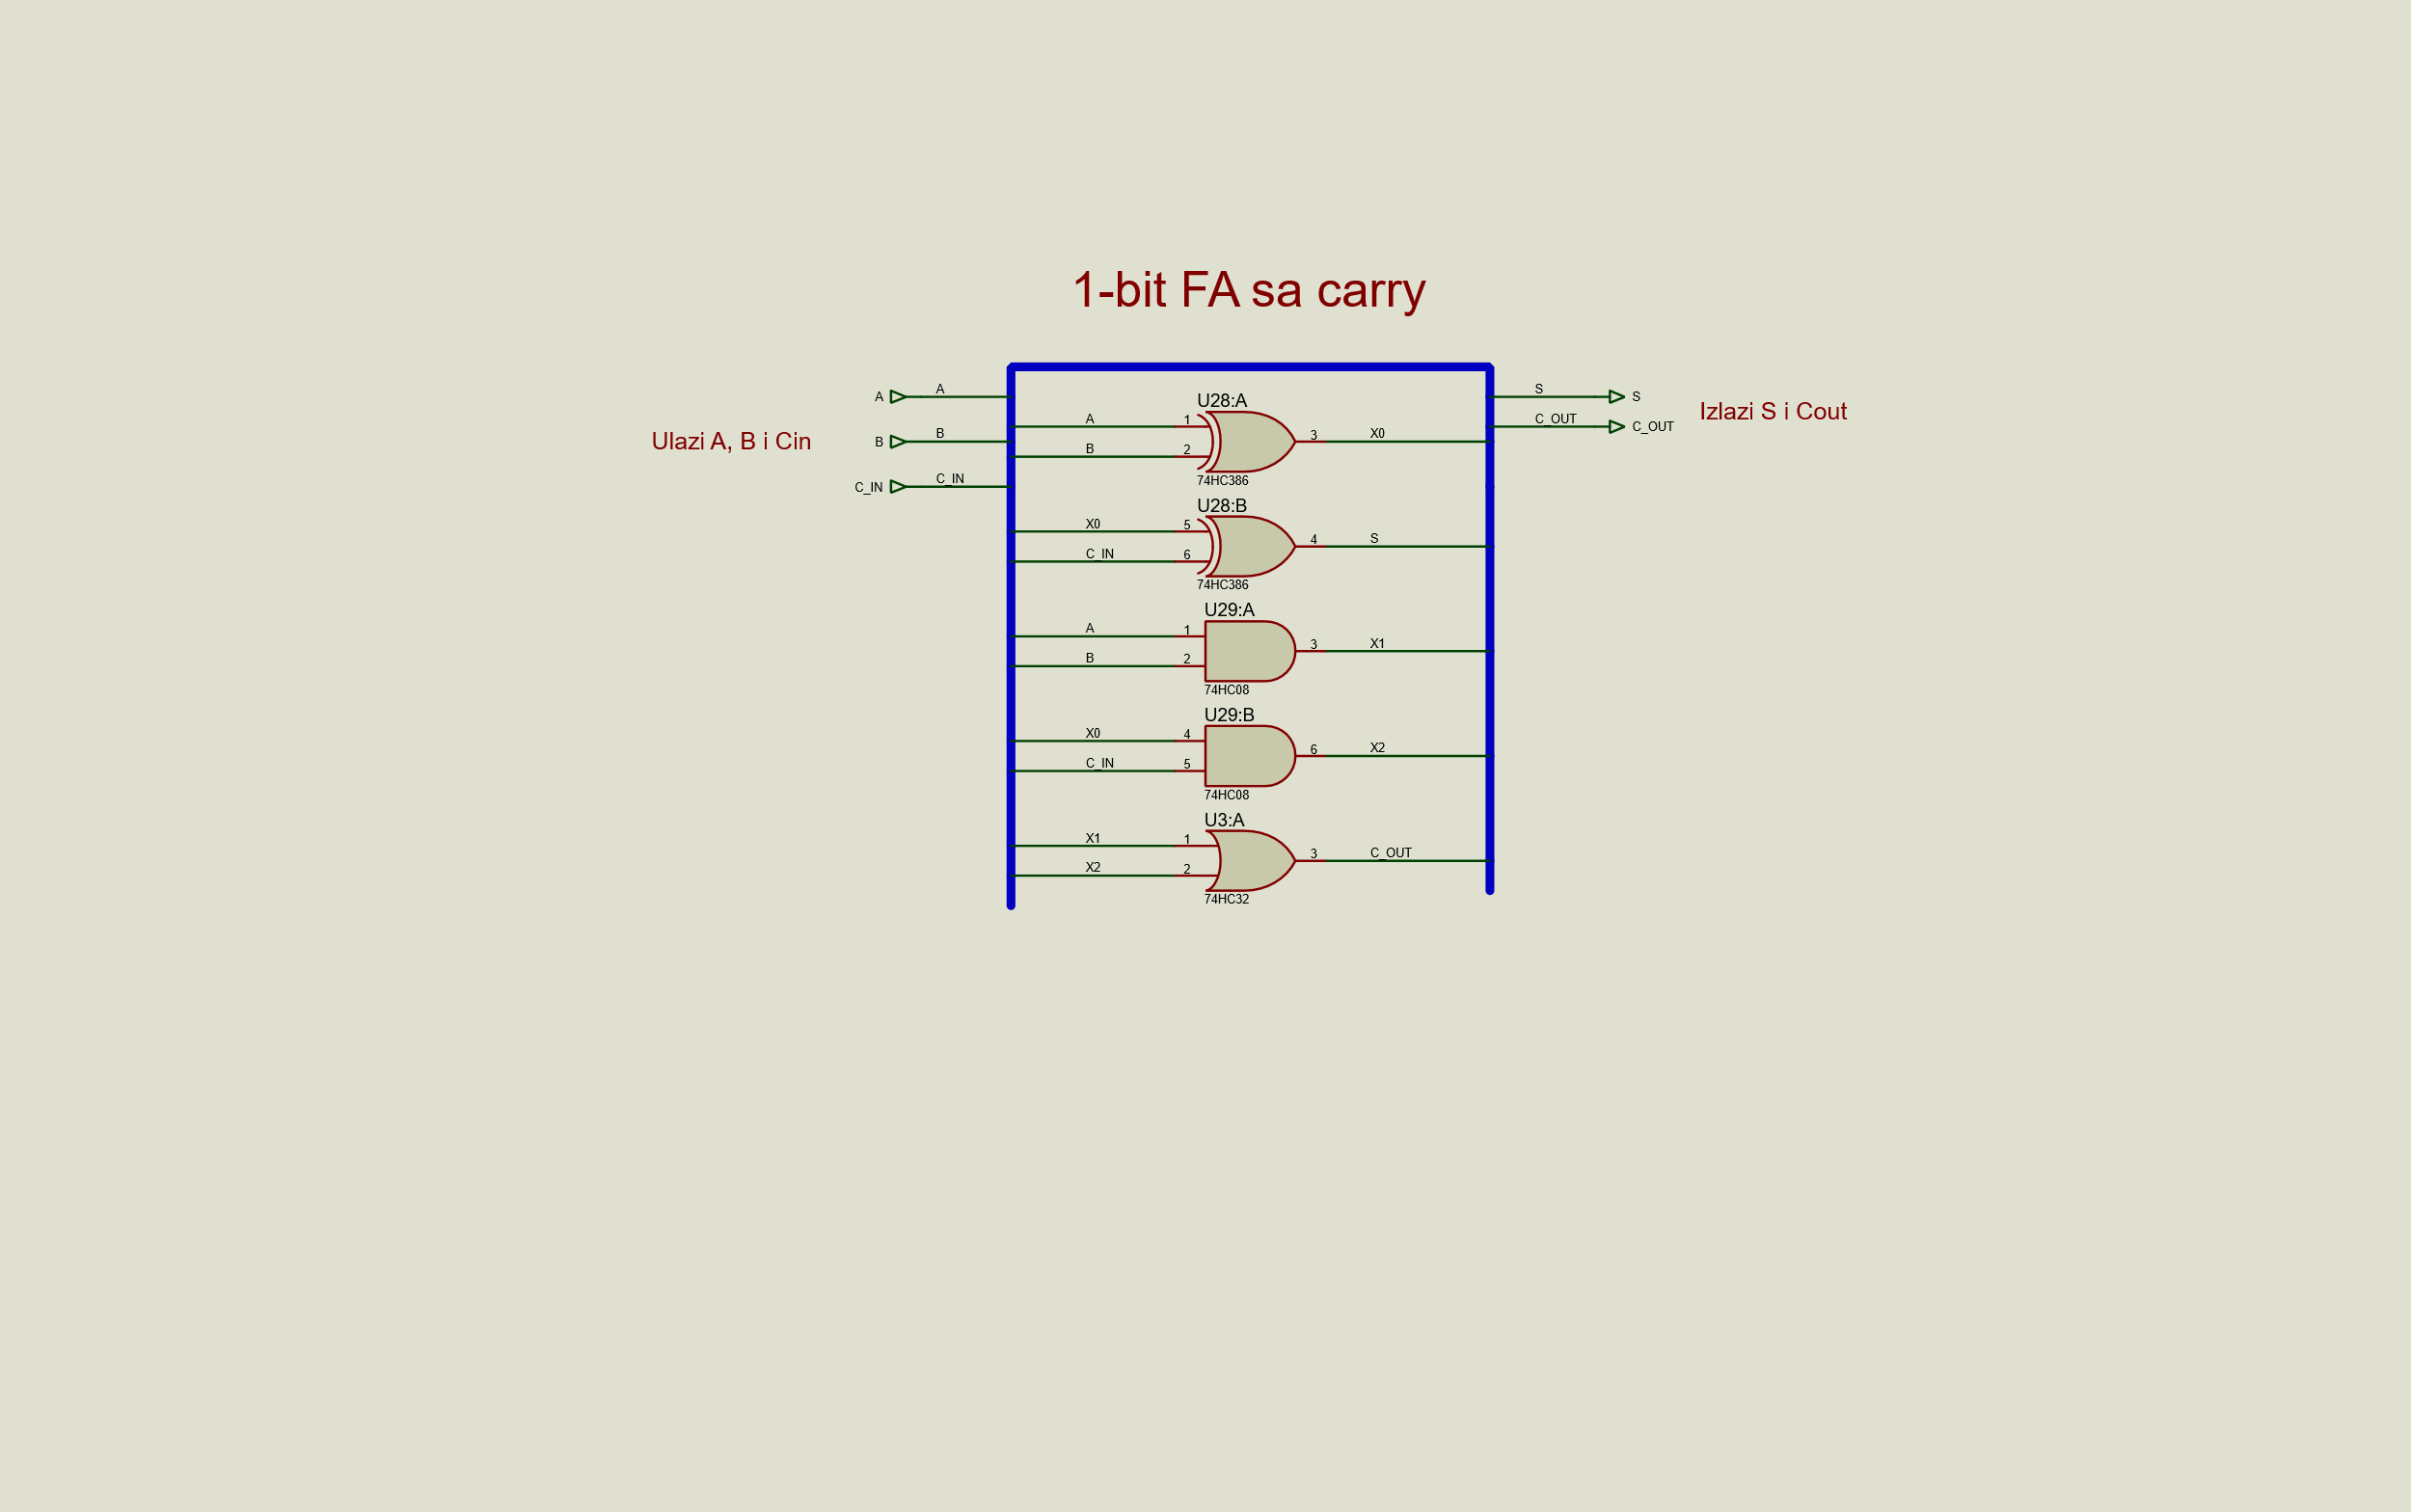 1-bit FA sa carry
Ulazi A, B i Cin
A
A
B
B
C_IN
C_IN
S
S
C_OUT
C_OUT
Izlazi S i Cout
U28:A
A
1
B
2
3
X0
74HC386
U28:B
X0
5
C_IN
6
4
S
74HC386
U29:A
A
1
B
2
3
X1
74HC08
U29:B
X0
4
C_IN
5
6
X2
74HC08
U3:A
X1
1
X2
2
3
C_OUT
74HC32